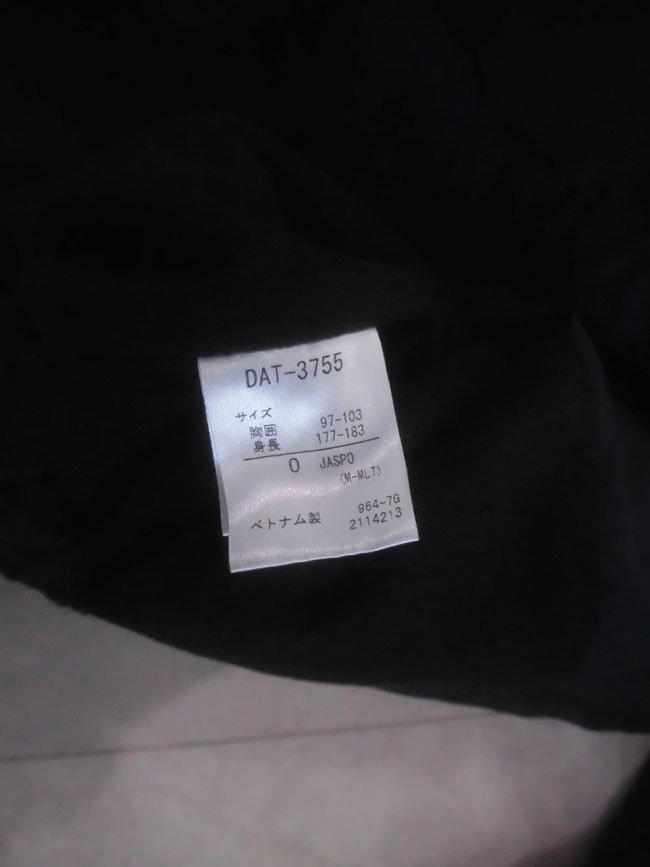 DAT-3755
サイズ
胸囲 97-103
身長 177-183
O JASPO
(M-MLT)
964-7G
ベトナム製 2114213